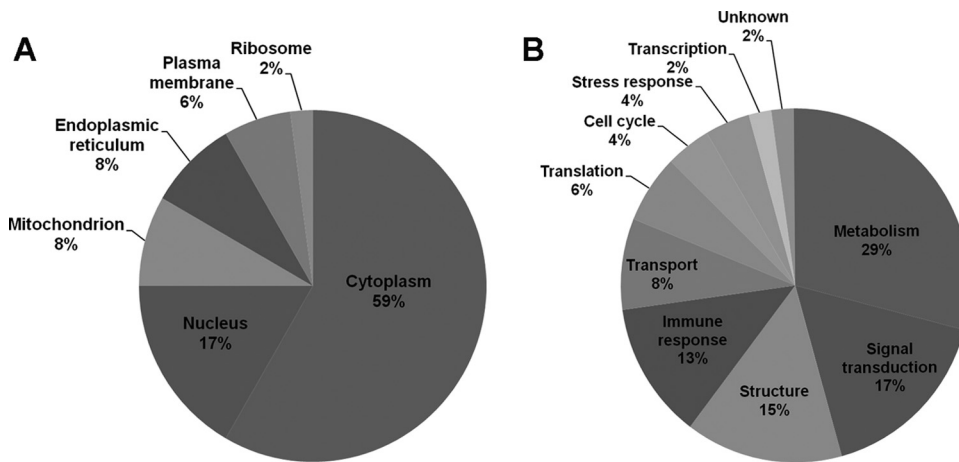 A
Ribosome
2%
Plasma
membrane
6%
Endoplasmic
reticulum
8%
Mitochondrion
8%
Nucleus
17%
Cytoplasm
59%
B
Unknown
2%
Transcription
2%
Stress response
4%
Cell cycle
4%
Translation
6%
Transport
8%
Immune
response
13%
Structure
15%
Signal
transduction
17%
Metabolism
29%